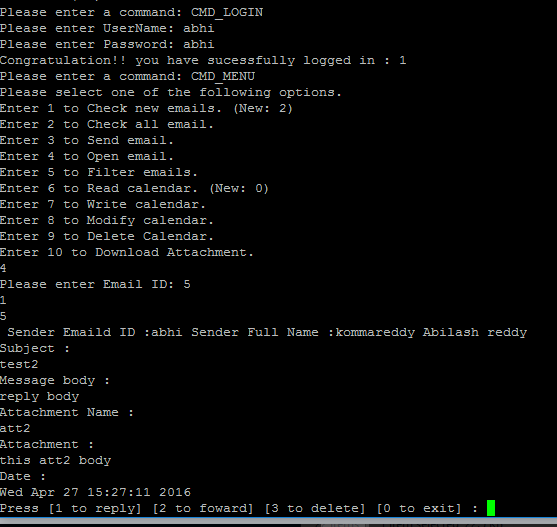 Please enter a command: CMD_LOGIN
Please enter UserName: abhi
Please enter Password: abhi
Congratulation!! you have sucessfully logged in : 1
Please enter a command: CMD_MENU
Please select one of the following options.
Enter 1 to Check new emails. (New: 2)
Enter 2 to Check all email.
Enter 3 to Send email.
Enter 4 to Open email.
Enter 5 to Filter emails.
Enter 6 to Read calendar. (New: 0)
Enter 7 to Write calendar.
Enter 8 to Modify calendar.
Enter 9 to Delete Calendar.
Enter 10 to Download Attachment.
4
Please enter Email ID: 5
1
5
Sender Emaild ID :abhi Sender Full Name :kommareddy Abilash reddy
Subject :
test2
Message body :
reply body
Attachment Name :
att2
Attachment :
this att2 body
Date :
Wed Apr 27 15:27:11 2016
Press [1 to reply] [2 to foward] [3 to delete] [0 to exit] :